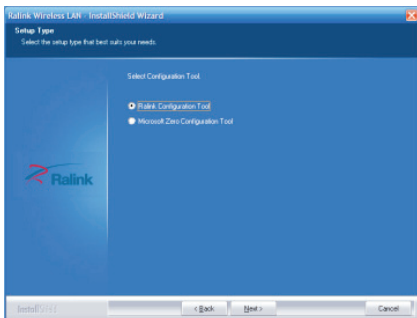 Ralink Wireless LAN - InstallShield Wizard
Setup Type
Select the setup type that best suits your needs.
Select Configuration Tool.
Ralink Configuration Tool
Microsoft Zero Configuration Tool
Ralink
InstallShield
< Back
Next >
Cancel